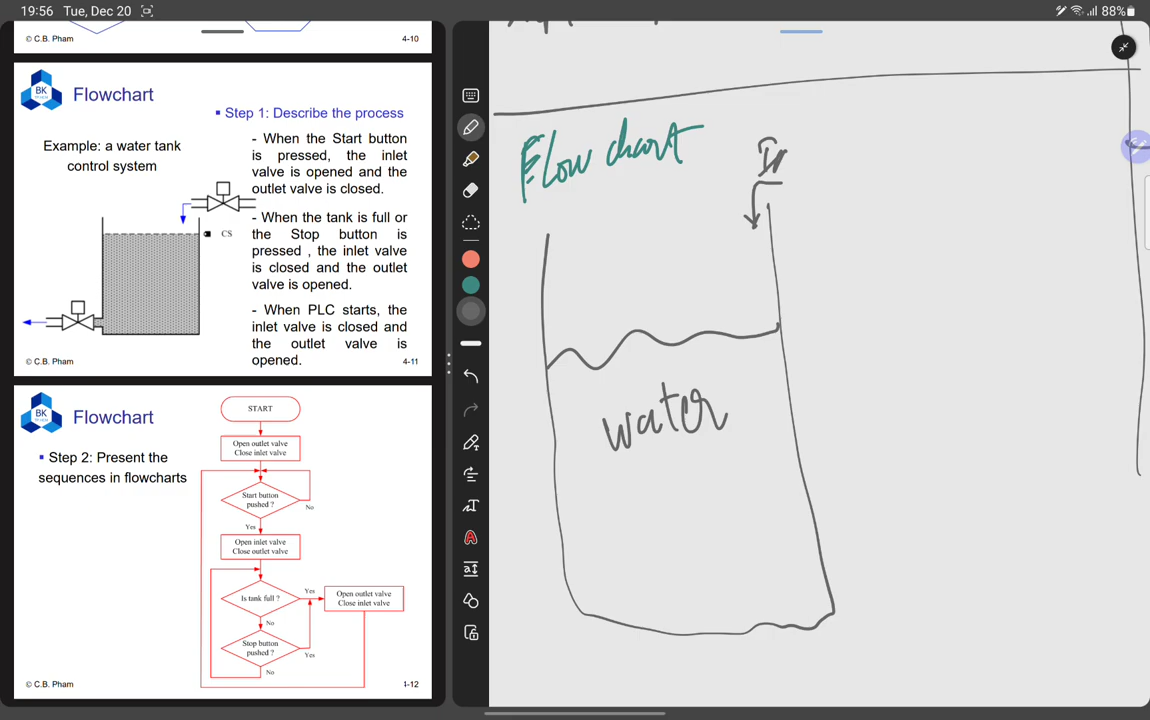 19:56 Tue, Dec 20
88%
© C.B. Pham
4-10
BK
Flowchart
Example: a water tank
control system
CS
▪ Step 1: Describe the process
- When the Start button
is pressed, the inlet
valve is opened and the
outlet valve is closed.
- When the tank is full or
the Stop button is
pressed , the inlet valve
is closed and the outlet
valve is opened.
- When PLC starts, the
inlet valve is closed and
the outlet valve is
opened.
© C.B. Pham
4-11
BK
Flowchart
▪ Step 2: Present the
sequences in flowcharts
START
Open outlet valve
Close inlet valve
Start button
pushed ?
No
Yes
Open inlet valve
Close outlet valve
Is tank full ?
Yes
Open outlet valve
Close inlet valve
No
Stop button
pushed ?
Yes
No
© C.B. Pham
4-12
T
T
A
a
Flow chart
In
water